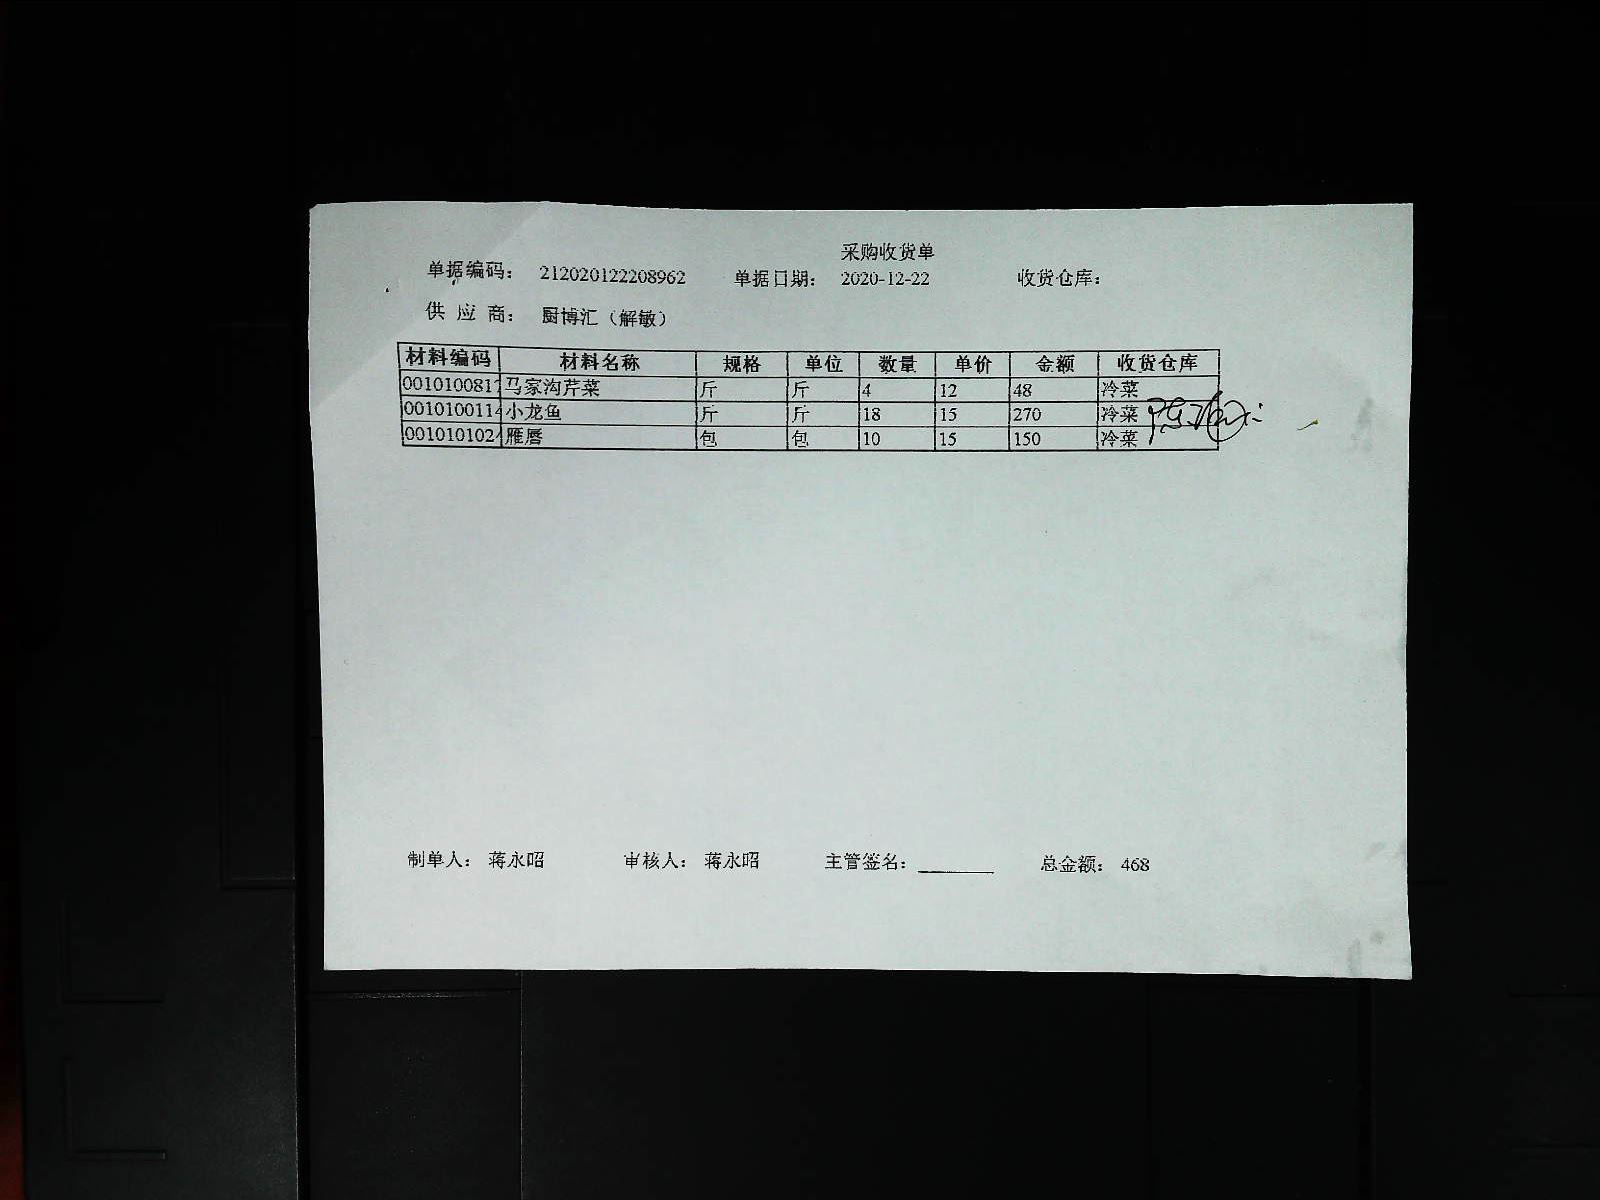 采购收货单
单据编码： 212020122208962 单据日期： 2020-12-22 收货仓库：
供 应 商： 厨博汇（解敏）
材料编码 材料名称 规格 单位 数量 单价 金额 收货仓库
0010100817 马家沟芹菜 斤 斤 4 12 48 冷菜
0010100114 小龙鱼 斤 斤 18 15 270 冷菜
001010102 雁唇 包 包 10 15 150 冷菜
制单人： 蒋永昭 审核人： 蒋永昭 主管签名： 总金额： 468